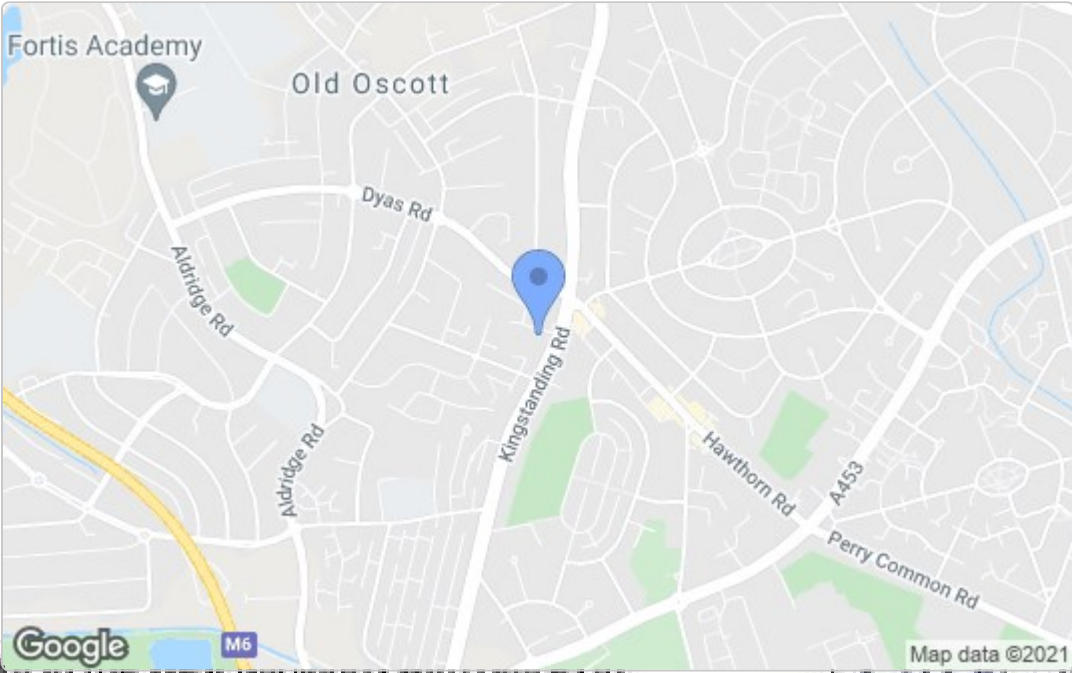 Fortis Academy
Old Oscott
Dyas Rd
Aldridge Rd
Kingstanding Rd
Aldridge Rd
Hawthorn Rd
A453
Perry Common Rd
M6
Google
Map data ©2021